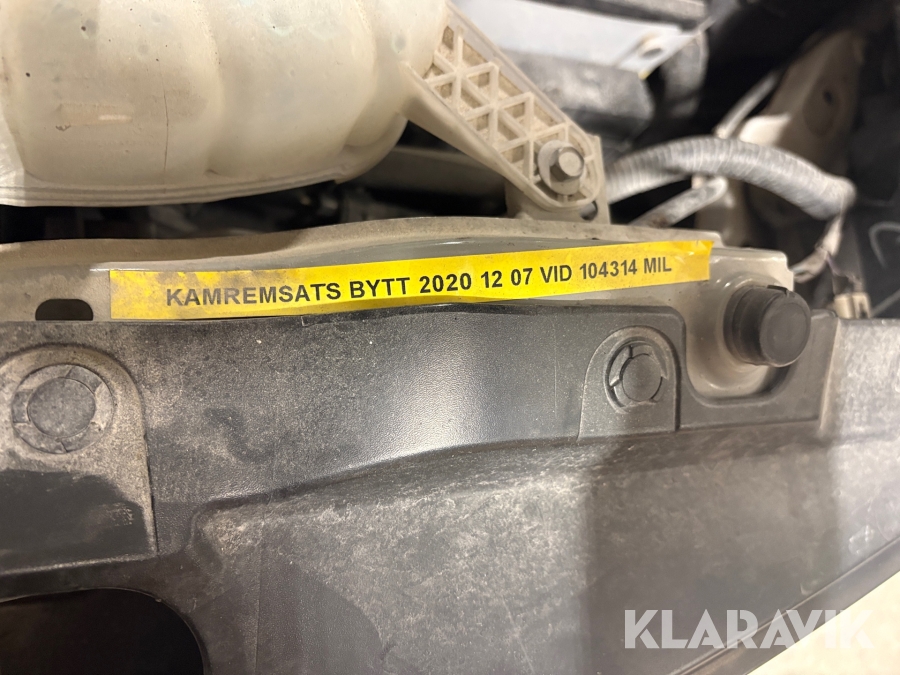 KAMREMSATS BYTT 2020 12 07 VID 104314 MIL
KLARAVIK